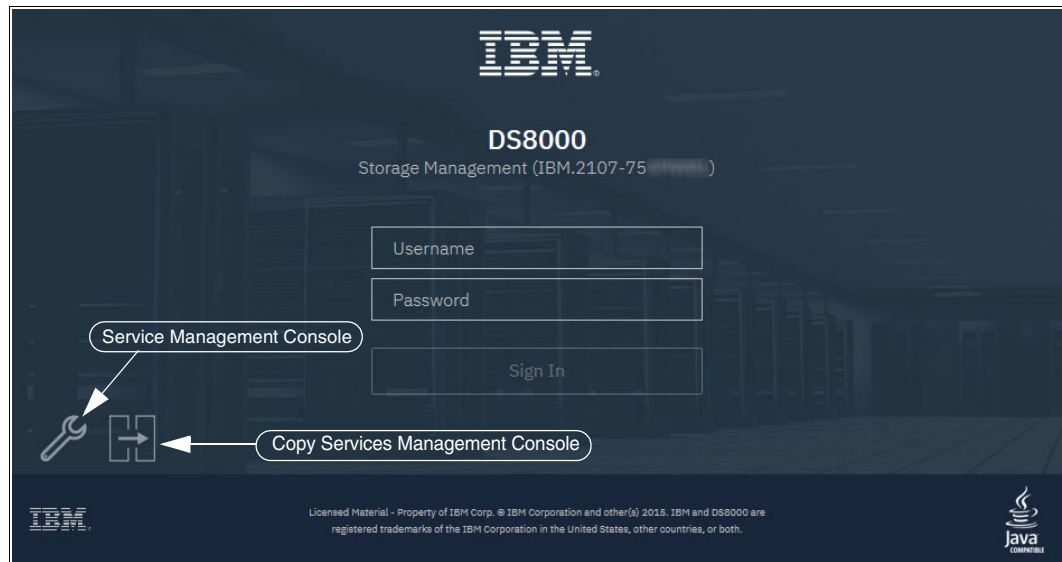 IBM
DS8000
Storage Management (IBM.2107-75 )
Username
Password
Service Management Console
Sign In
Copy Services Management Console
IBM
Licensed Material - Property of IBM Corp. © IBM Corporation and other(s) 2015. IBM and DS8000 are
registered trademarks of the IBM Corporation in the United States, other countries, or both.
Java
COMPATIBLE